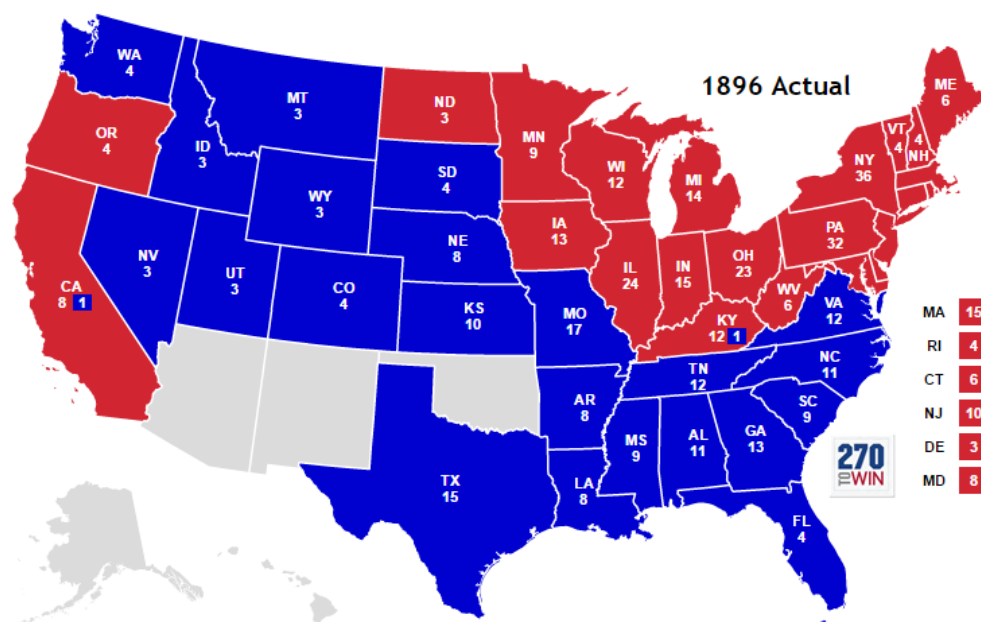 1896 Actual
WA
4
OR
4
CA
8 1
NV
3
ID
3
MT
3
WY
3
UT
3
CO
4
ND
3
SD
4
NE
8
KS
10
TX
15
MN
9
IA
13
MO
17
AR
8
LA
8
WI
12
IL
24
MI
14
IN
15
OH
23
KY
12 1
TN
12
MS
9
AL
11
GA
13
FL
4
SC
9
NC
11
VA
12
WV
6
PA
32
NY
36
VT
4
4
NH
ME
6
MA 15
RI 4
CT 6
NJ 10
DE 3
MD 8
270
TO WIN